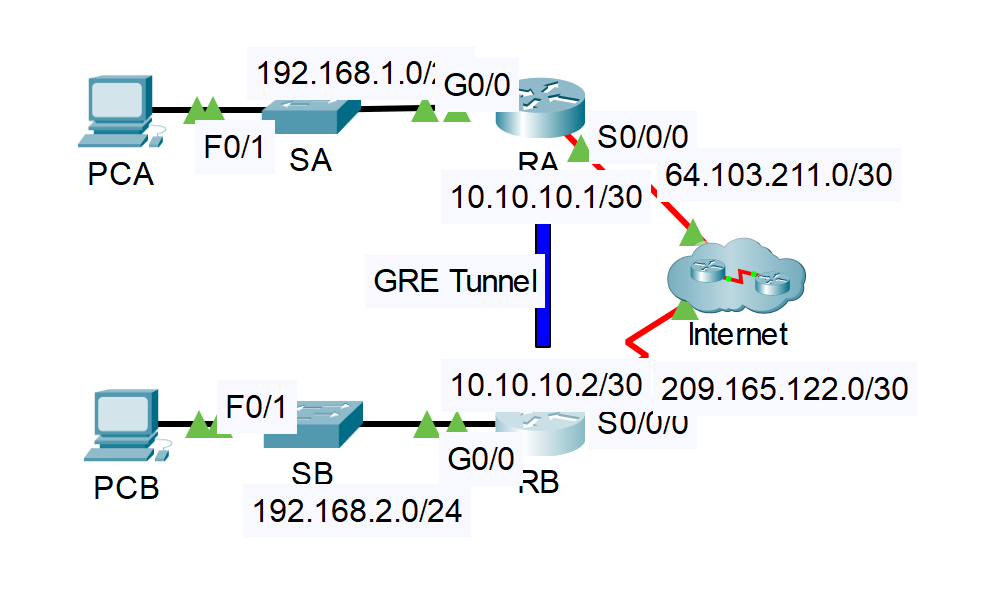 192.168.1.0/
G0/0
F0/1
PCA
SA
RA
S0/0/0
64.103.211.0/30
10.10.10.1/30
GRE Tunnel
Internet
10.10.10.2/30
209.165.122.0/30
F0/1
S0/0/0
G0/0
SB
RB
PCB
192.168.2.0/24